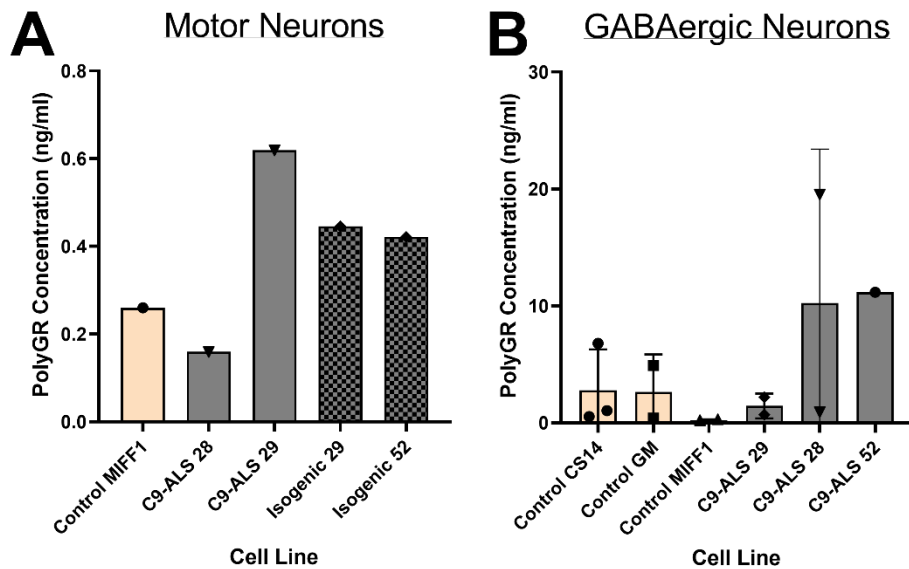 A
Motor Neurons
PolyGR Concentration (ng/ml)
0.8
0.6
0.4
0.2
0.0
Control MIFF1
C9-ALS 28
C9-ALS 29
Isogenic 29
Isogenic 52
Cell Line
B
GABAergic Neurons
PolyGR Concentration (ng/ml)
30
20
10
0
Control CS14
Control GM
Control MIFF1
C9-ALS 29
C9-ALS 28
C9-ALS 52
Cell Line